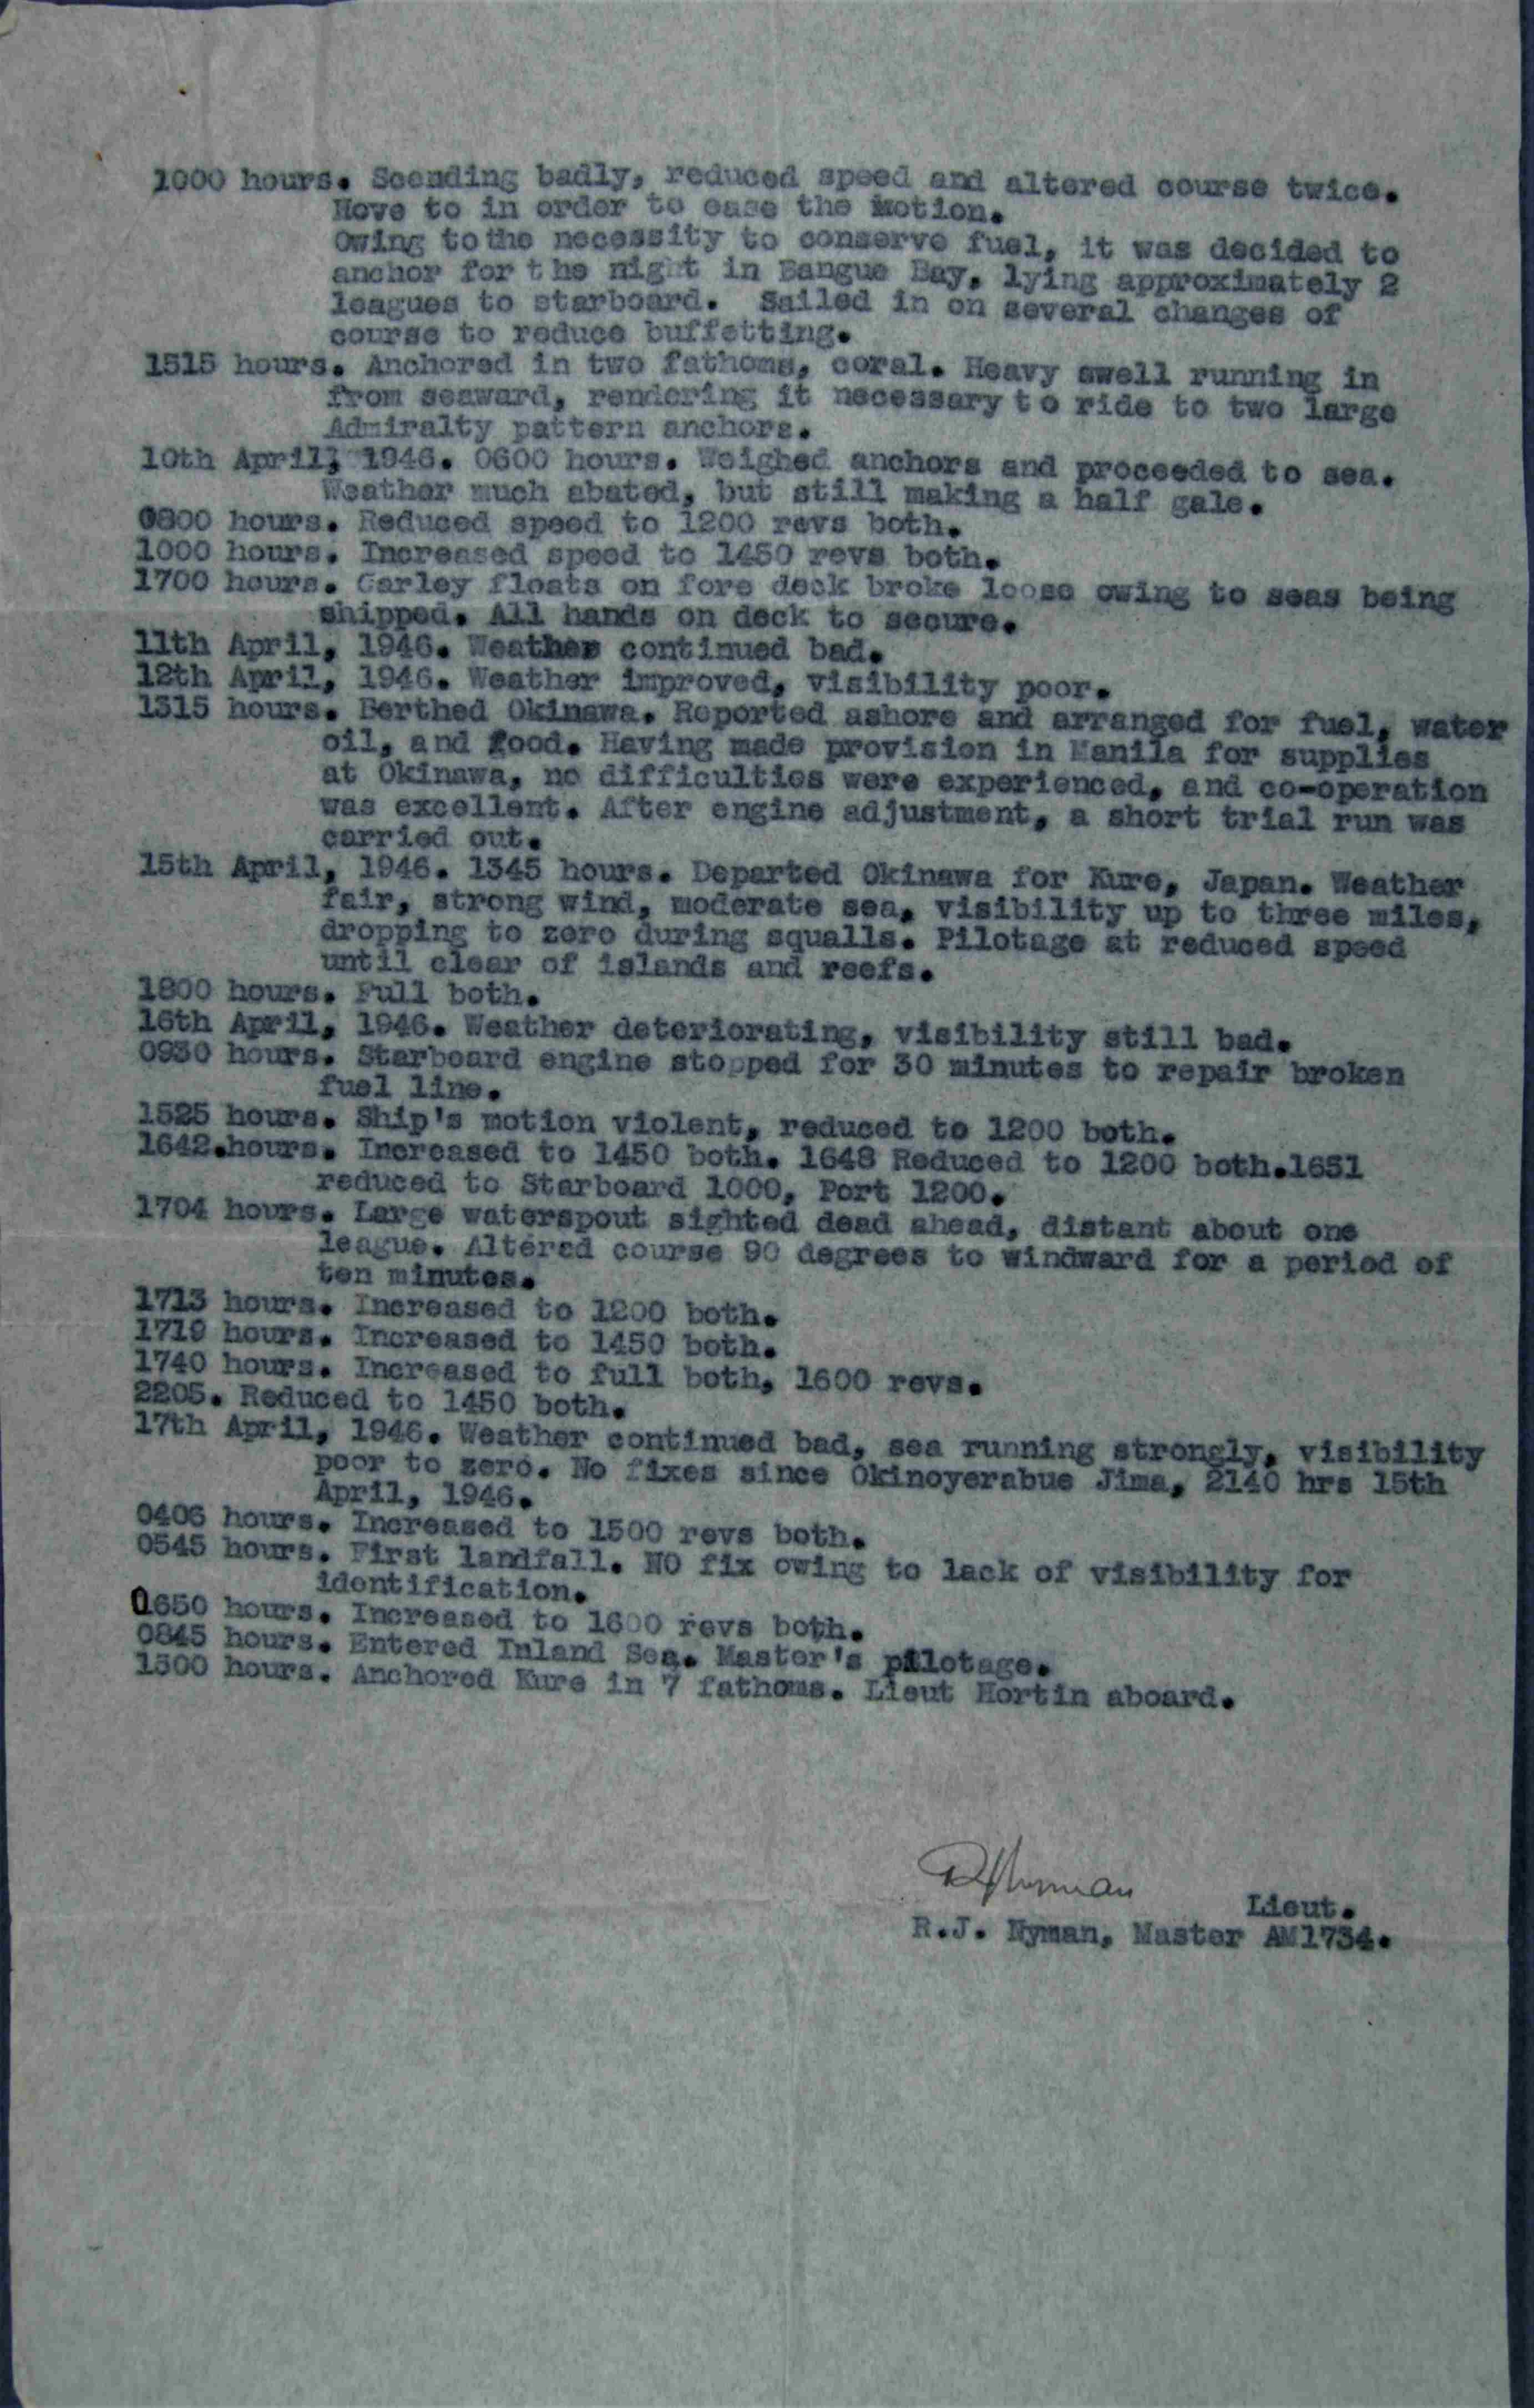 1000 hours. Scending badly, reduced speed and altered course twice.
Hove to in order to ease the motion.
Owing to the necessity to conserve fuel, it was decided to
anchor for t he night in Bangue Bay, lying approximately 2
leagues to starboard. Sailed in on several changes of
course to reduce buffetting.
1515 hours. Anchored in two fathoms, coral. Heavy swell running in
from seaward, rendering it necessary t o ride to two large
Admiralty pattern anchors.
10th April, 1946. 0600 hours. Weighed anchors and proceeded to sea.
Weather much abated, but still making a half gale.
0800 hours. Reduced speed to 1200 revs both.
1000 hours. Increased speed to 1450 revs both.
1700 hours. Carley floats on fore deck broke loose owing to seas being
shipped. All hands on deck to secure.
11th April, 1946. Weather continued bad.
12th April, 1946. Weather improved, visibility poor.
1315 hours. Berthed Okinawa. Reported ashore and arranged for fuel, water
oil, and food. Having made provision in Manila for supplies
at Okinawa, no difficulties were experienced, and co-operation
was excellent. After engine adjustment, a short trial run was
carried out.
15th April, 1946. 1345 hours. Departed Okinawa for Kure, Japan. Weather
fair, strong wind, moderate sea, visibility up to three miles,
dropping to zero during squalls. Pilotage at reduced speed
until clear of islands and reefs.
1800 hours. Full both.
16th April, 1946. Weather deteriorating, visibility still bad.
0930 hours. Starboard engine stopped for 30 minutes to repair broken
fuel line.
1525 hours. Ship's motion violent, reduced to 1200 both.
1642.hours. Increased to 1450 both. 1648 Reduced to 1200 both.1651
reduced to Starboard 1000, Port 1200.
1704 hours. Large waterspout sighted dead ahead, distant about one
league. Altered course 90 degrees to windward for a period of
ten minutes.
1713 hours. Increased to 1200 both.
1719 hours. Increased to 1450 both.
1740 hours. Increased to full both, 1600 revs.
2205. Reduced to 1450 both.
17th April, 1946. Weather continued bad, sea running strongly, visibility
poor to zero. No fixes since Okinoyerabue Jima, 2140 hrs 15th
April, 1946.
0406 hours. Increased to 1500 revs both.
0545 hours. First landfall. NO fix owing to lack of visibility for
identification.
0650 hours. Increased to 1600 revs both.
0845 hours. Entered Inland Sea. Master's pilotage.
1500 hours. Anchored Kure in 7 fathoms. Lieut Hortin aboard.
RJHyman
Lieut.
R.J. Hyman, Master AM1734.